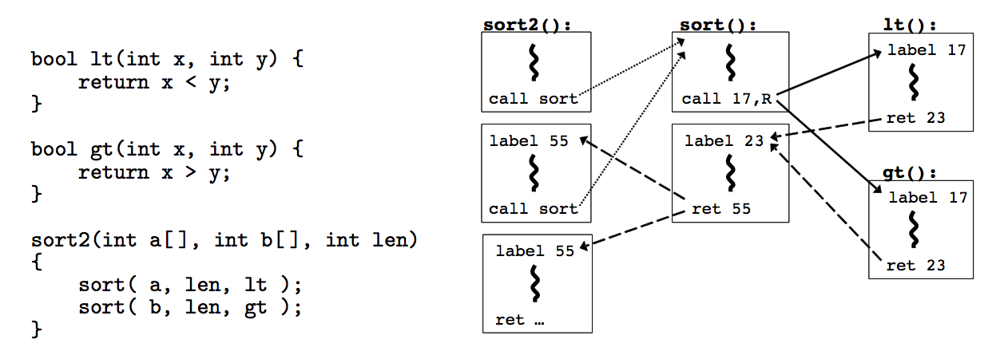 bool lt(int x, int y) {
    return x < y;
}
bool gt(int x, int y) {
    return x > y;
}
sort2(int a[], int b[], int len)
{
    sort( a, len, lt );
    sort( b, len, gt );
}
sort2():
call sort
label 55
call sort
label 55
ret …
sort():
call 17,R
label 23
ret 55
lt():
label 17
ret 23
gt():
label 17
ret 23